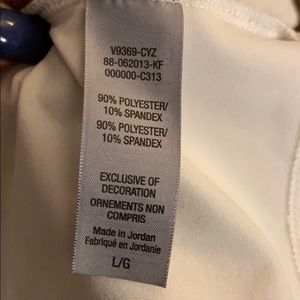 V9369-CYZ
88-062013-KF
000000-C313
90% POLYESTER/
10% SPANDEX
90% POLYESTER/
10% SPANDEX
EXCLUSIVE OF
DECORATION
ORNEMENTS NON
COMPRIS
Made in Jordan
Fabriqué en Jordanie
L/G